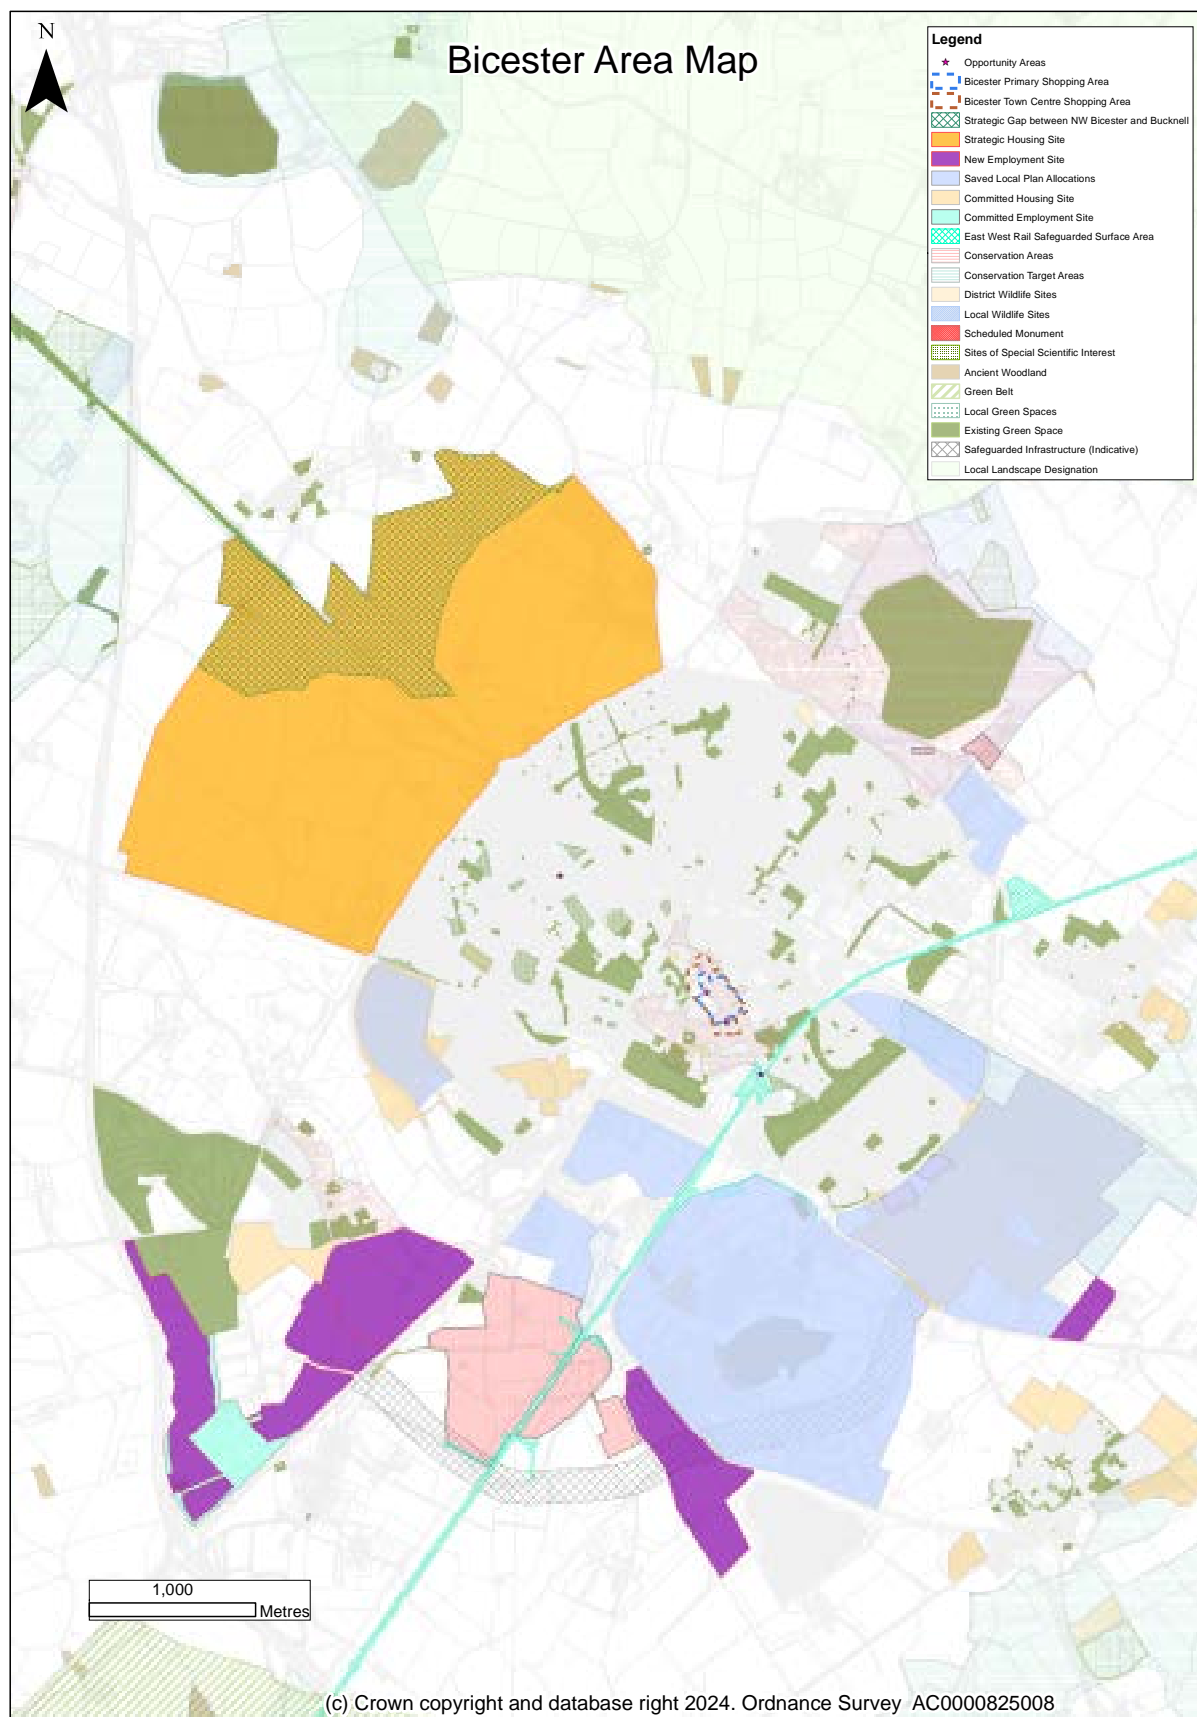 N
Bicester Area Map
Legend
Opportunity Areas
Bicester Primary Shopping Area
Bicester Town Centre Shopping Area
Strategic Gap between NW Bicester and Bucknell
Strategic Housing Site
New Employment Site
Saved Local Plan Allocations
Committed Housing Site
Committed Employment Site
East West Rail Safeguarded Surface Area
Conservation Areas
Conservation Target Areas
District Wildlife Sites
Local Wildlife Sites
Scheduled Monument
Sites of Special Scientific Interest
Ancient Woodland
Green Belt
Local Green Spaces
Existing Green Space
Safeguarded Infrastructure (Indicative)
Local Landscape Designation
1,000
Metres
(c) Crown copyright and database right 2024. Ordnance Survey AC0000825008